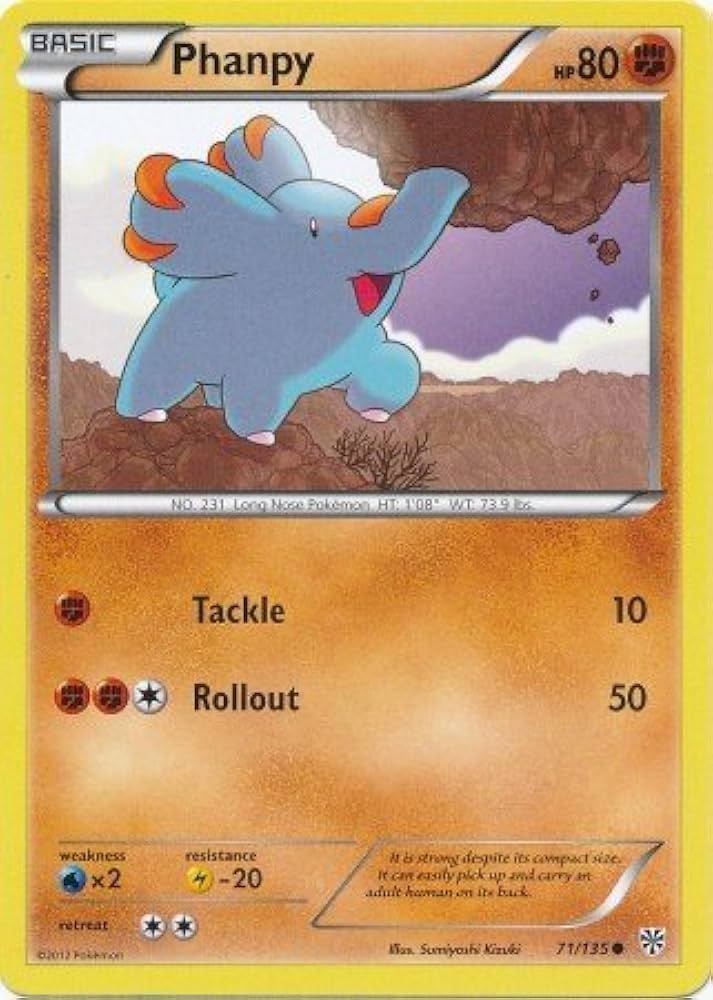 BASIC
Phanpy
HP 80
NO. 231 Long Nose Pokémon HT: 1'08" WT: 73.9 lbs.
Tackle 10
Rollout 50
weakness resistance
×2 -20
It is strong despite its compact size.
It can easily pick up and carry an
adult human on its back.
retreat
©2012 Pokémon
Illus. Sumiyoshi Kizuki 71/135